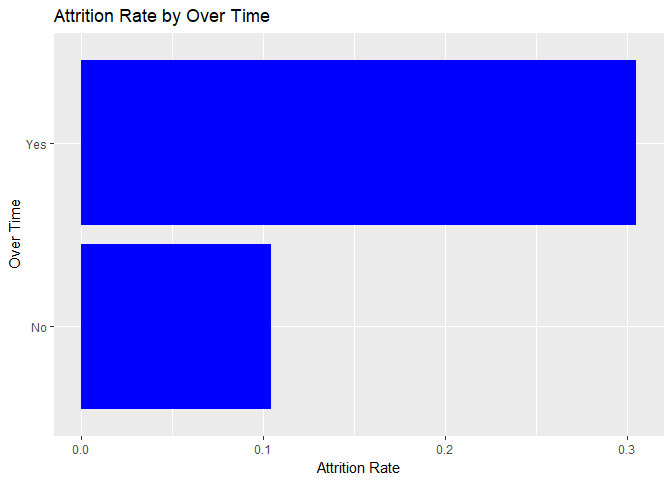 Attrition Rate by Over Time
Over Time
Yes
No
0.0 0.1 0.2 0.3
Attrition Rate